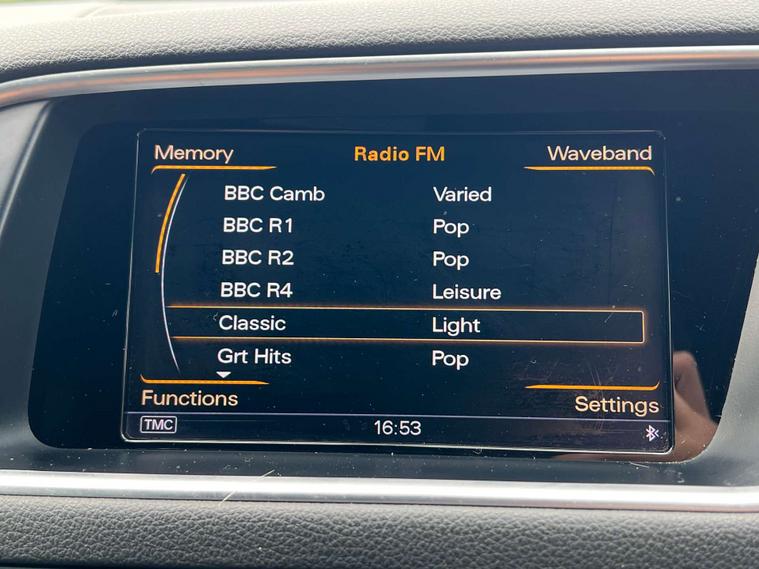 Memory Radio FM Waveband
BBC Camb Varied
BBC R1 Pop
BBC R2 Pop
BBC R4 Leisure
Classic Light
Grt Hits Pop
Functions Settings
TMC 16:53